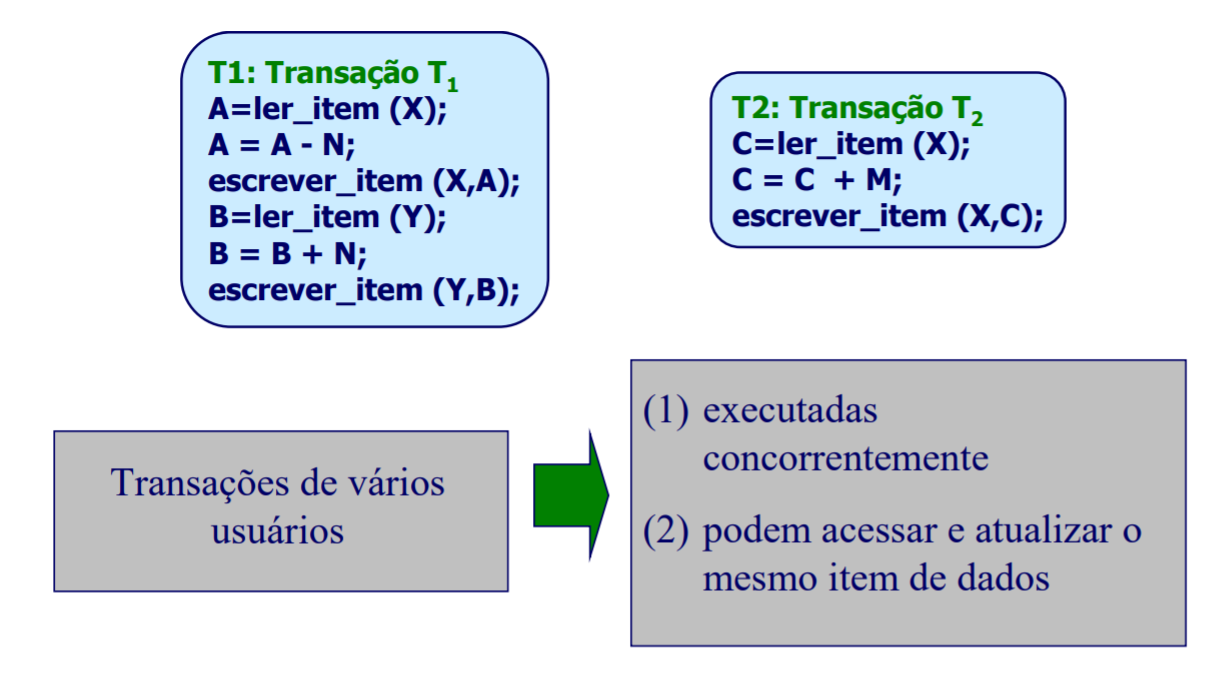 T1: Transação T1
A=ler_item (X);
A = A - N;
escrever_item (X,A);
B=ler_item (Y);
B = B + N;
escrever_item (Y,B);
T2: Transação T2
C=ler_item (X);
C = C + M;
escrever_item (X,C);
Transações de vários
usuários
(1) executadas
concorrentemente
(2) podem acessar e atualizar o
mesmo item de dados